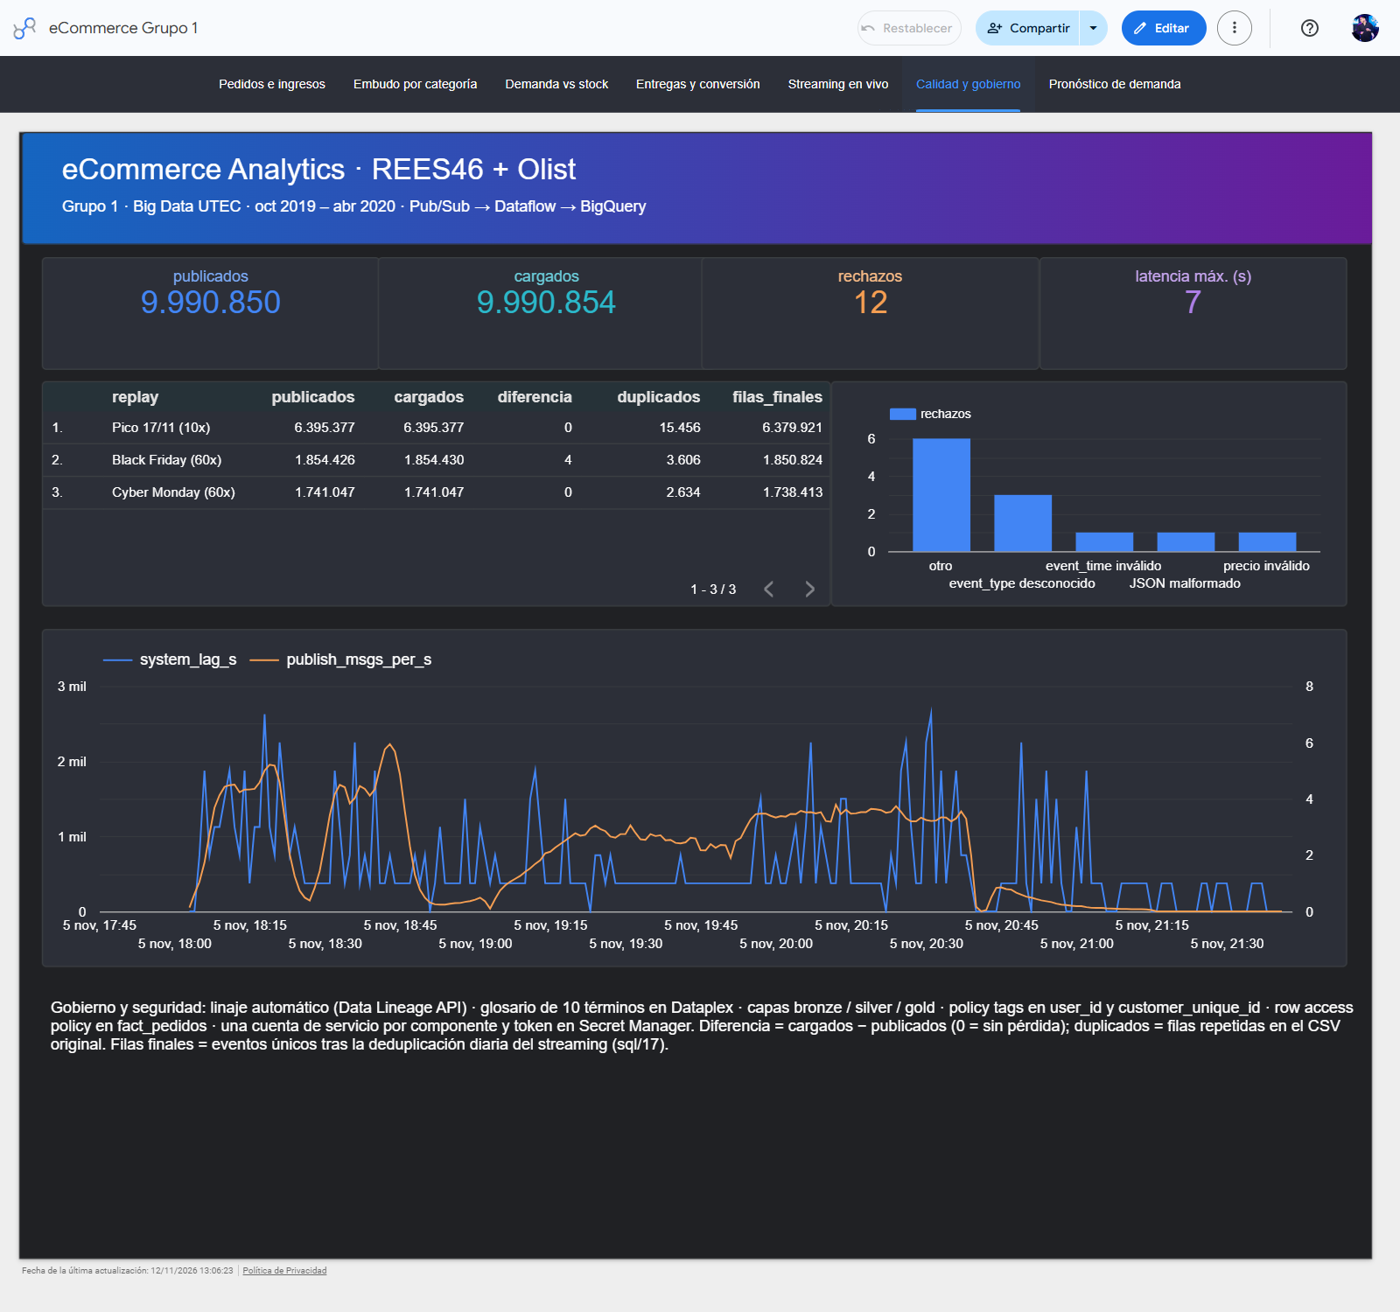 eCommerce Grupo 1
Restablecer
Compartir
Editar
Pedidos e ingresos
Embudo por categoría
Demanda vs stock
Entregas y conversión
Streaming en vivo
Calidad y gobierno
Pronóstico de demanda
eCommerce Analytics · REES46 + Olist
Grupo 1 · Big Data UTEC · oct 2019 – abr 2020 · Pub/Sub → Dataflow → BigQuery
publicados
9.990.850
cargados
9.990.854
rechazos
12
latencia máx. (s)
7
replay publicados cargados diferencia duplicados filas_finales
1. Pico 17/11 (10x) 6.395.377 6.395.377 0 15.456 6.379.921
2. Black Friday (60x) 1.854.426 1.854.430 4 3.606 1.850.824
3. Cyber Monday (60x) 1.741.047 1.741.047 0 2.634 1.738.413
1 - 3 / 3
rechazos
6
4
2
0
otro
event_type desconocido
event_time inválido
JSON malformado
precio inválido
system_lag_s
publish_msgs_per_s
3 mil
2 mil
1 mil
0
8
6
4
2
0
5 nov, 17:45
5 nov, 18:00
5 nov, 18:15
5 nov, 18:30
5 nov, 18:45
5 nov, 19:00
5 nov, 19:15
5 nov, 19:30
5 nov, 19:45
5 nov, 20:00
5 nov, 20:15
5 nov, 20:30
5 nov, 20:45
5 nov, 21:00
5 nov, 21:15
5 nov, 21:30
Gobierno y seguridad: linaje automático (Data Lineage API) · glosario de 10 términos en Dataplex · capas bronze / silver / gold · policy tags en user_id y customer_unique_id · row access
policy en fact_pedidos · una cuenta de servicio por componente y token en Secret Manager. Diferencia = cargados − publicados (0 = sin pérdida); duplicados = filas repetidas en el CSV
original. Filas finales = eventos únicos tras la deduplicación diaria del streaming (sql/17).
Fecha de la última actualización: 12/11/2026 13:06:23
Política de Privacidad